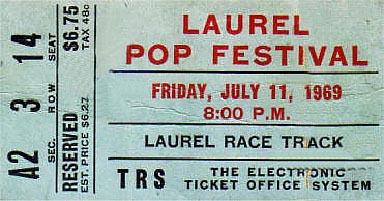 LAUREL
POP FESTIVAL
FRIDAY, JULY 11, 1969
8:00 P.M.
LAUREL RACE TRACK
TRS THE ELECTRONIC
TICKET OFFICE SYSTEM
A2 3 14
SEC. ROW SEAT
RESERVED $6.75
EST. PRICE $6.27 TAX 48c